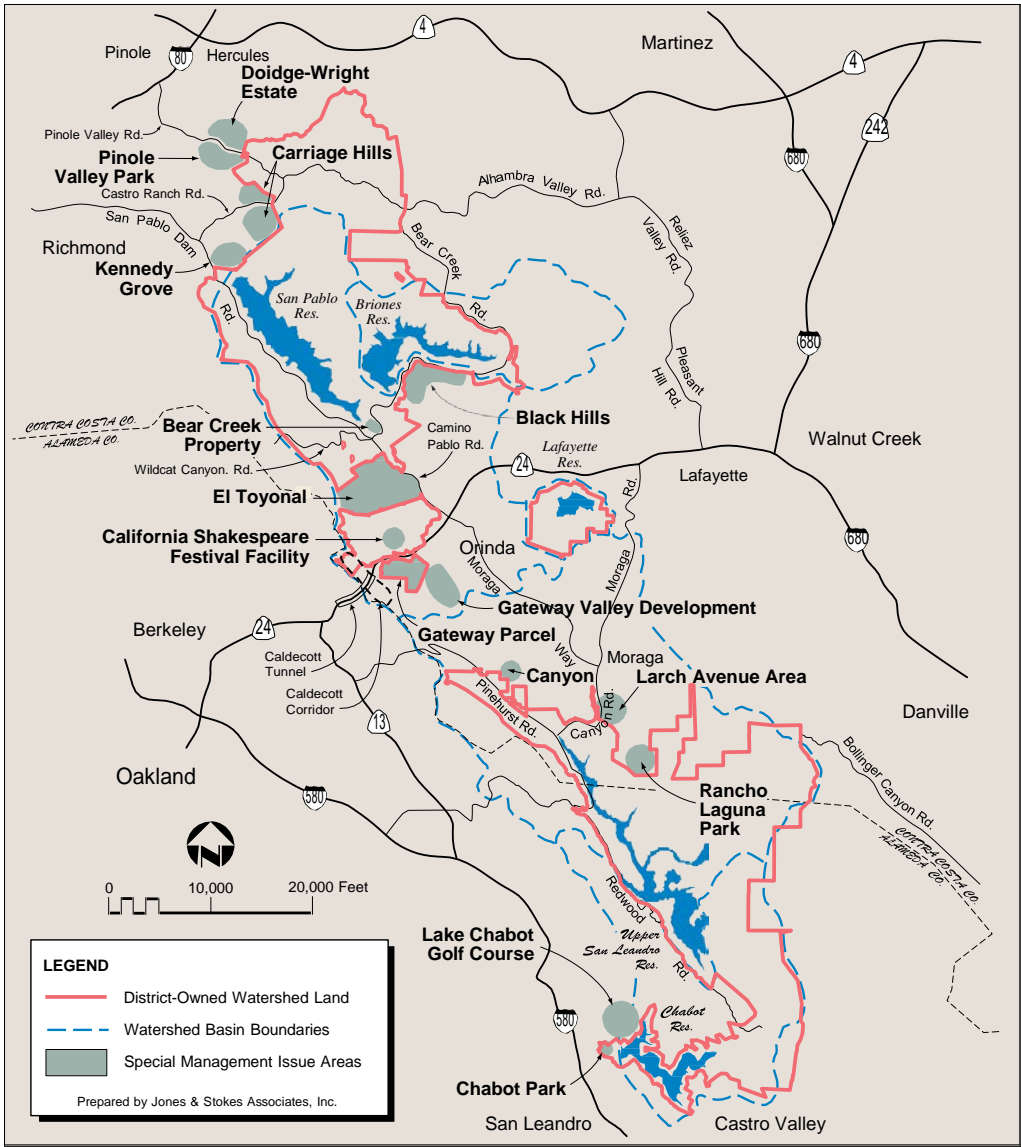 4
Pinole
Hercules
80
Martinez
4
Doidge-Wright
Estate
242
Pinole Valley Rd.
680
Pinole
Valley Park
Carriage Hills
Castro Ranch Rd.
Alhambra Valley Rd.
San Pablo Dam
Rd.
Richmond
Bear Creek
Rd.
Reliez
Valley Rd.
Kennedy
Grove
San Pablo
Res.
Briones
Res.
680
Pleasant
Hill Rd.
CONTRA COSTA CO.
ALAMEDA CO.
Black Hills
Bear Creek
Property
Camino
Pablo Rd.
Walnut Creek
Lafayette
Res.
Wildcat Canyon. Rd.
24
Lafayette
El Toyonal
California Shakespeare
Festival Facility
Orinda
Moraga
Way
Moraga
Rd.
680
Gateway Valley Development
Berkeley
24
Gateway Parcel
Caldecott
Tunnel
Moraga
Canyon
Larch Avenue Area
Caldecott
Corridor
Pinehurst Rd.
Canyon Rd.
Danville
13
Bollinger Canyon Rd.
Oakland
580
Rancho
Laguna
Park
CONTRA COSTA CO.
ALAMEDA CO.
N
0
10,000
20,000 Feet
Redwood
Rd.
Lake Chabot
Golf Course
Upper
San Leandro
Res.
LEGEND
District-Owned Watershed Land
Watershed Basin Boundaries
Special Management Issue Areas
Prepared by Jones & Stokes Associates, Inc.
580
Chabot
Res.
Chabot Park
San Leandro
Castro Valley